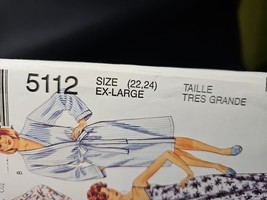 5112
SIZE (22,24)
EX-LARGE
TAILLE
TRES GRANDE
B